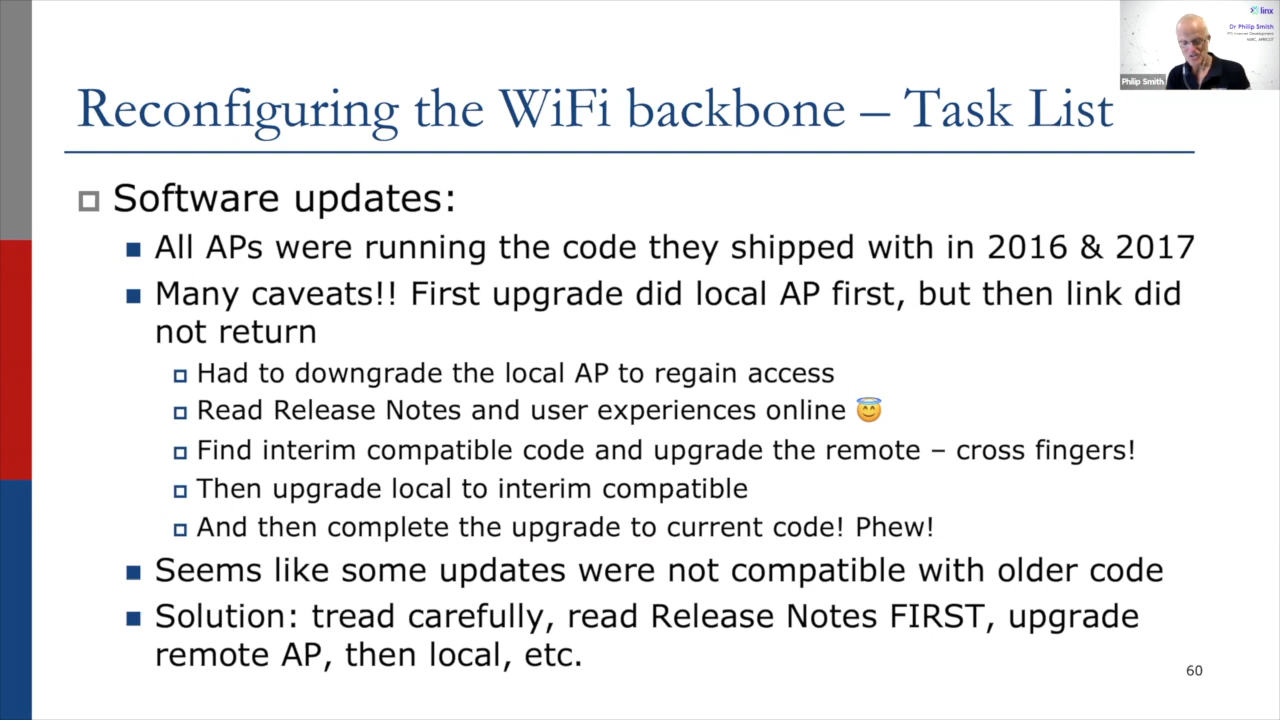 linx
Dr Philip Smith
Philip Smith
Reconfiguring the WiFi backbone – Task List
Software updates:
All APs were running the code they shipped with in 2016 & 2017
Many caveats!! First upgrade did local AP first, but then link did
not return
Had to downgrade the local AP to regain access
Read Release Notes and user experiences online 😇
Find interim compatible code and upgrade the remote – cross fingers!
Then upgrade local to interim compatible
And then complete the upgrade to current code! Phew!
Seems like some updates were not compatible with older code
Solution: tread carefully, read Release Notes FIRST, upgrade
remote AP, then local, etc.
60